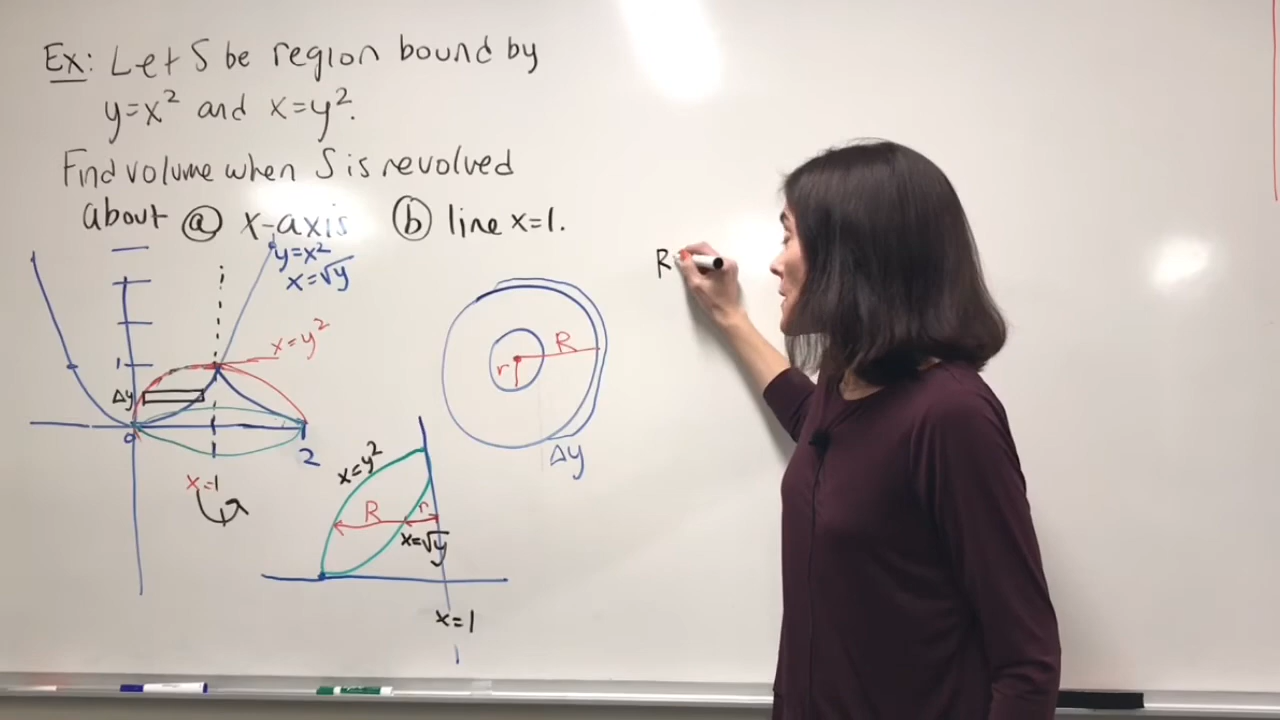 Ex: Let S be region bound by
y=x² and x=y².
Find volume when S is revolved
about ⓐ x-axis ⓑ line x=1.
y=x²
x=√y
x=y²
1
Δy
0
2
x=1
R
r
Δy
x=y²
R
r
x=√y
x=1
R